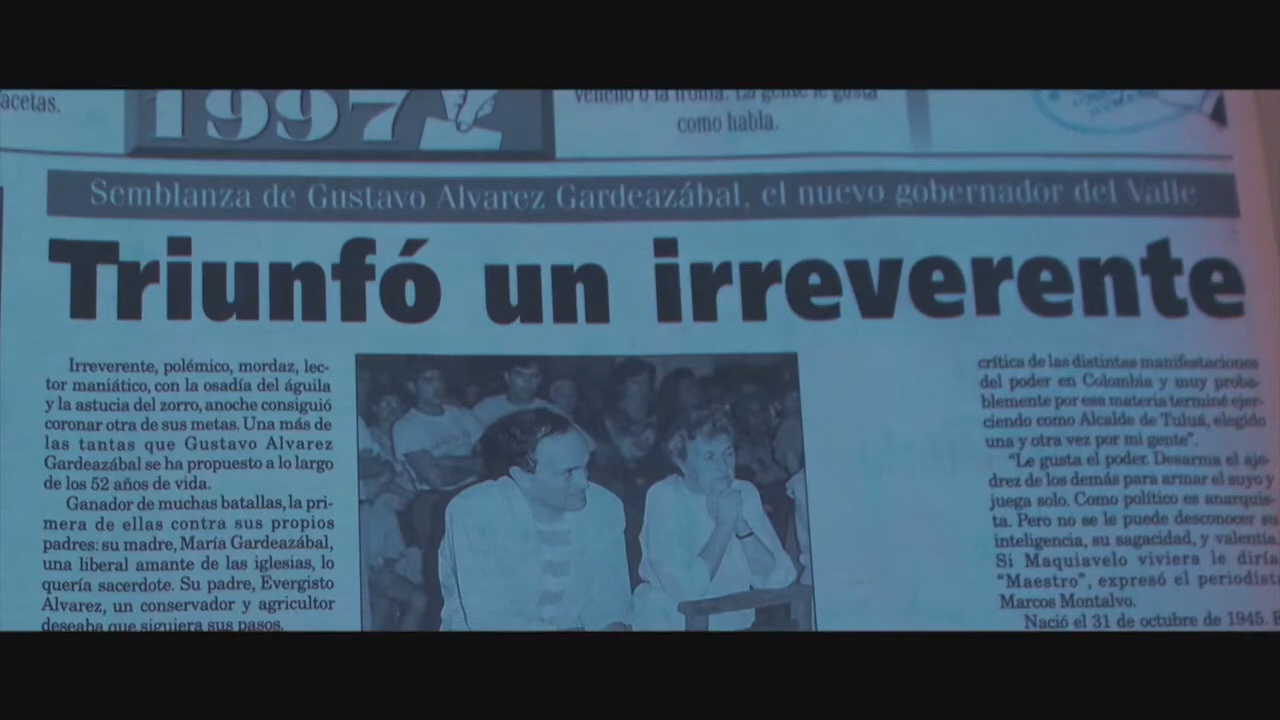 acetas.
1997
veneno o la ironía. La gente le gusta
como habla.
Semblanza de Gustavo Alvarez Gardeazábal, el nuevo gobernador del Valle
Triunfó un irreverente
Irreverente, polémico, mordaz, lec-
tor maniático, con la osadía del águila
y la astucia del zorro, anoche consiguió
coronar otra de sus metas. Una más de
las tantas que Gustavo Alvarez
Gardeazábal se ha propuesto a lo largo
de los 52 años de vida.
Ganador de muchas batallas, la pri-
mera de ellas contra sus propios
padres: su madre, María Gardeazábal,
una liberal amante de las iglesias, lo
quería sacerdote. Su padre, Evergisto
Alvarez, un conservador y agricultor
deseaba que siguiera sus pasos.
crítica de las distintas manifestaciones
del poder en Colombia y muy proba-
blemente por esa materia terminé ejer-
ciendo como Alcalde de Tuluá, elegido
una y otra vez por mi gente".
"Le gusta el poder. Desarma el aje-
drez de los demás para armar el suyo y
juega solo. Como político es anarquis-
ta. Pero no se le puede desconocer su
inteligencia, su sagacidad, y valentía.
Si Maquiavelo viviera le diría
"Maestro", expresó el periodist
Marcos Montalvo.
Nació el 31 de octubre de 1945.